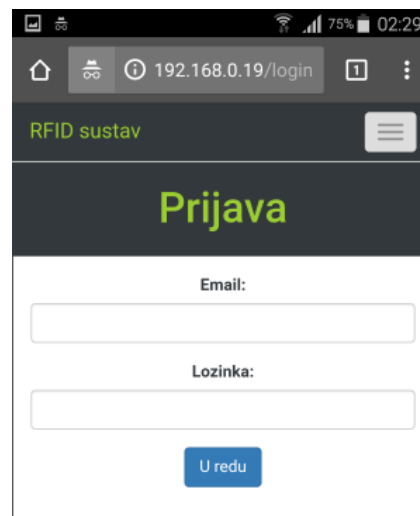 75% 02:29
192.168.0.19/login 1
RFID sustav
Prijava
Email:
Lozinka:
U redu